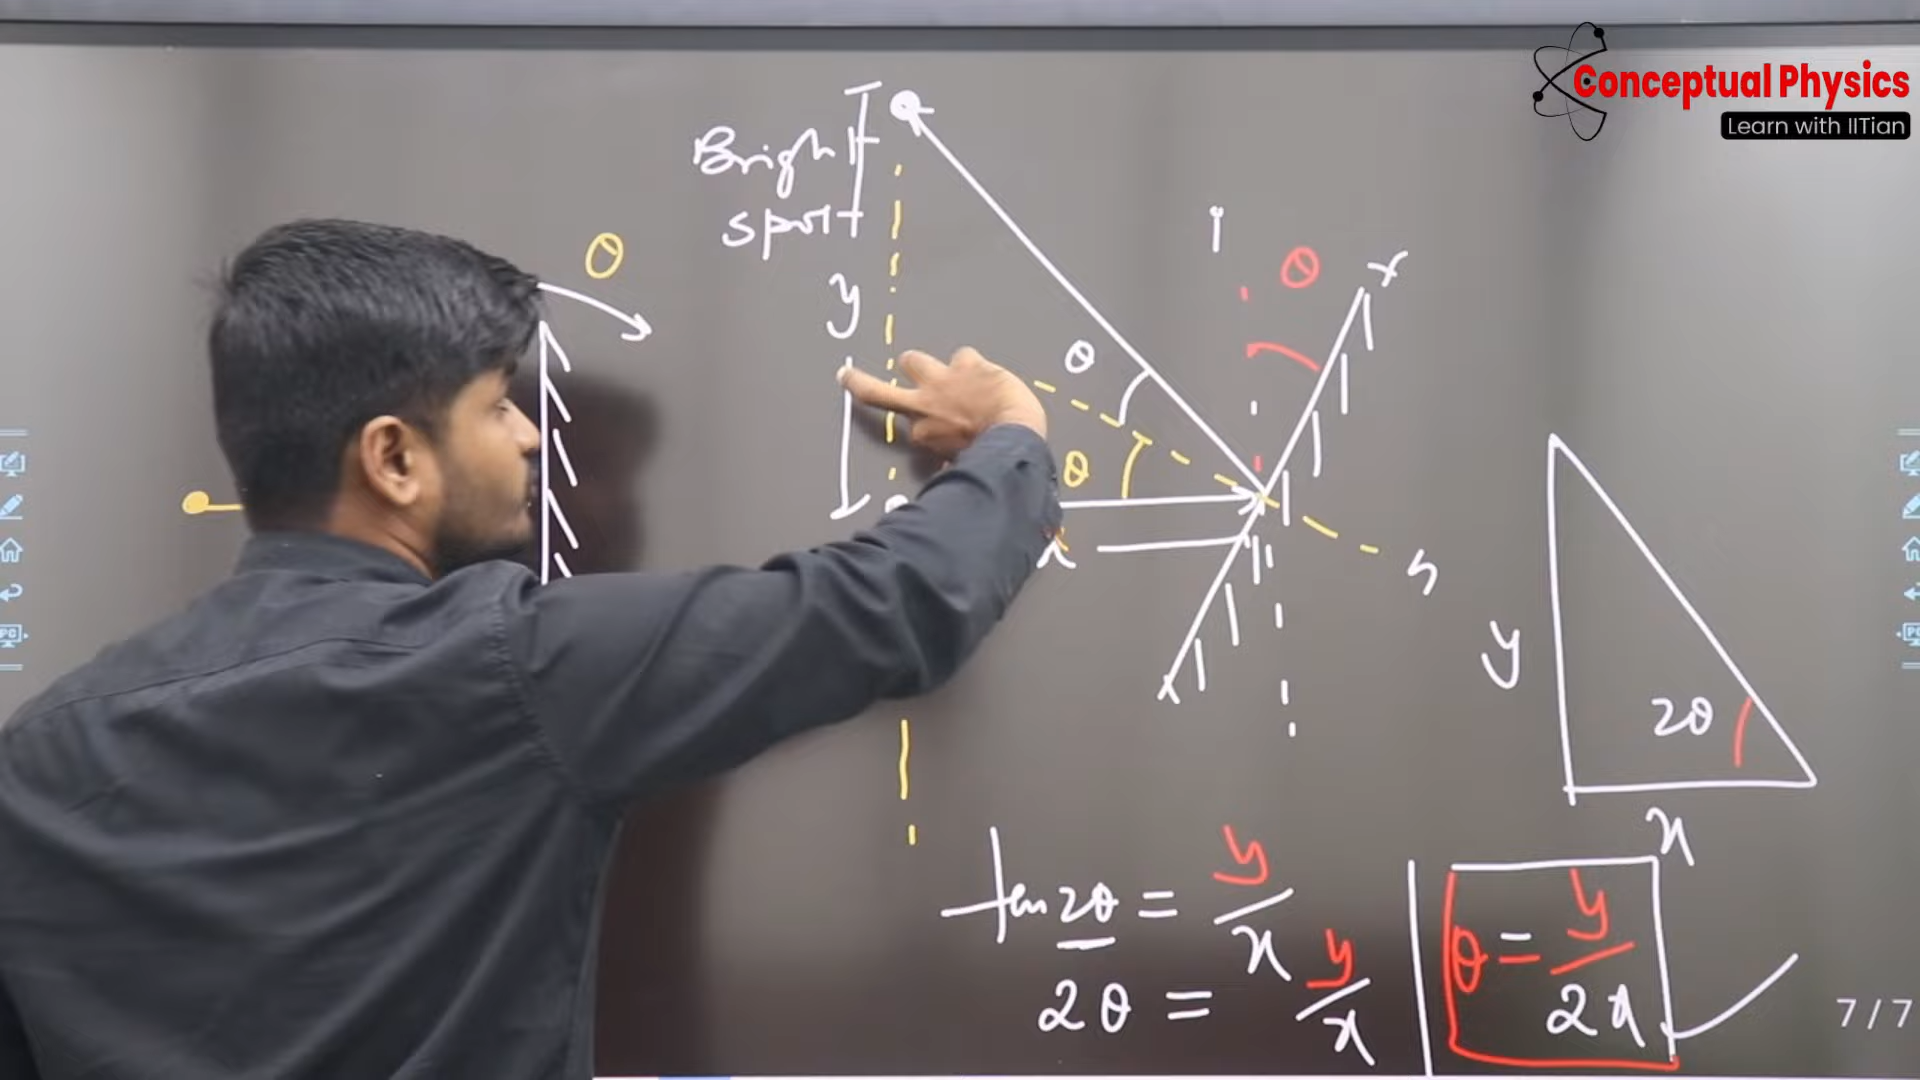 Conceptual Physics
Learn with IITian
Bright
spot
θ
y
θ
θ
θ
x
y
2θ
x
tan 2θ = y/x
2θ = y/x
θ = y/2x
7/7